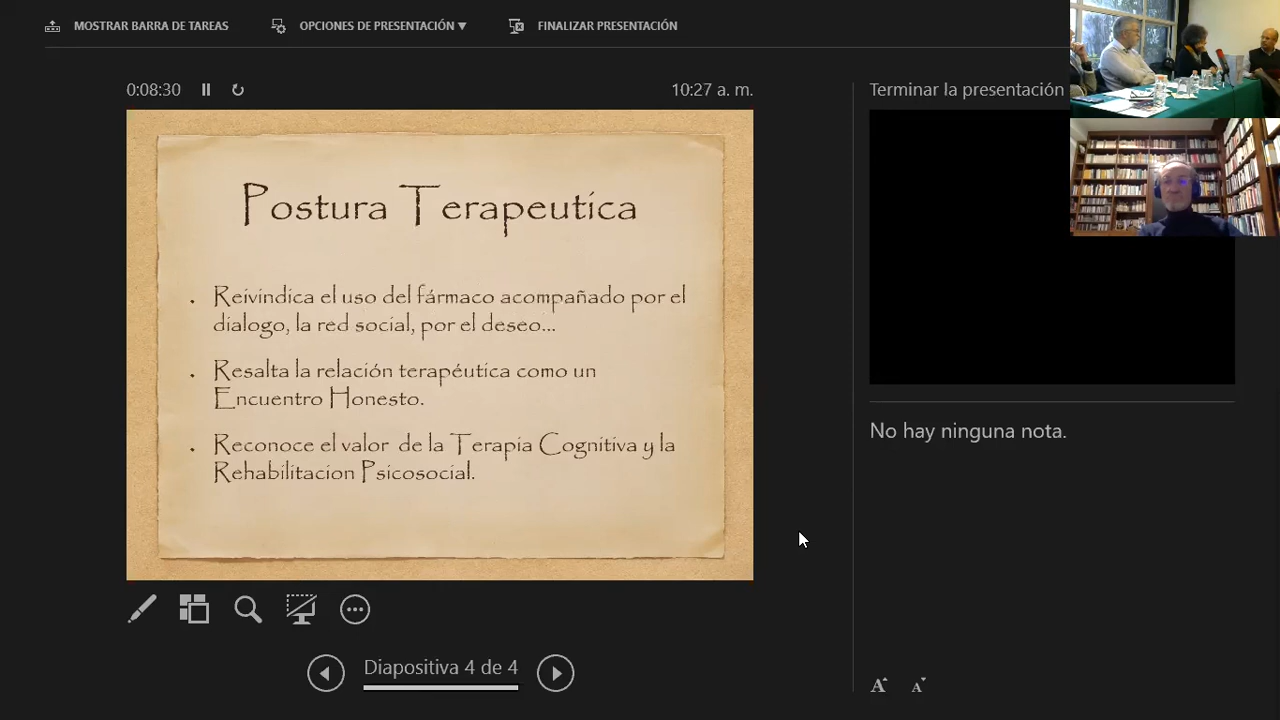 MOSTRAR BARRA DE TAREAS
OPCIONES DE PRESENTACIÓN ▼
FINALIZAR PRESENTACIÓN
0:08:30
10:27 a. m.
Terminar la presentación
Postura Terapeutica
. Reivindica el uso del fármaco acompañado por el
dialogo, la red social, por el deseo...
. Resalta la relación terapéutica como un
Encuentro Honesto.
. Reconoce el valor de la Terapia Cognitiva y la
Rehabilitacion Psicosocial.
No hay ninguna nota.
Diapositiva 4 de 4
A A